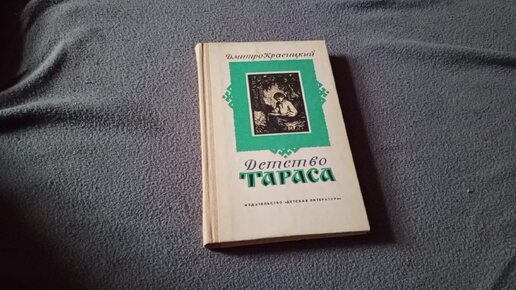 Дмитро Красицкий
Детство
ТАРАСА
ИЗДАТЕЛЬСТВО «ДЕТСКАЯ ЛИТЕРАТУРА»